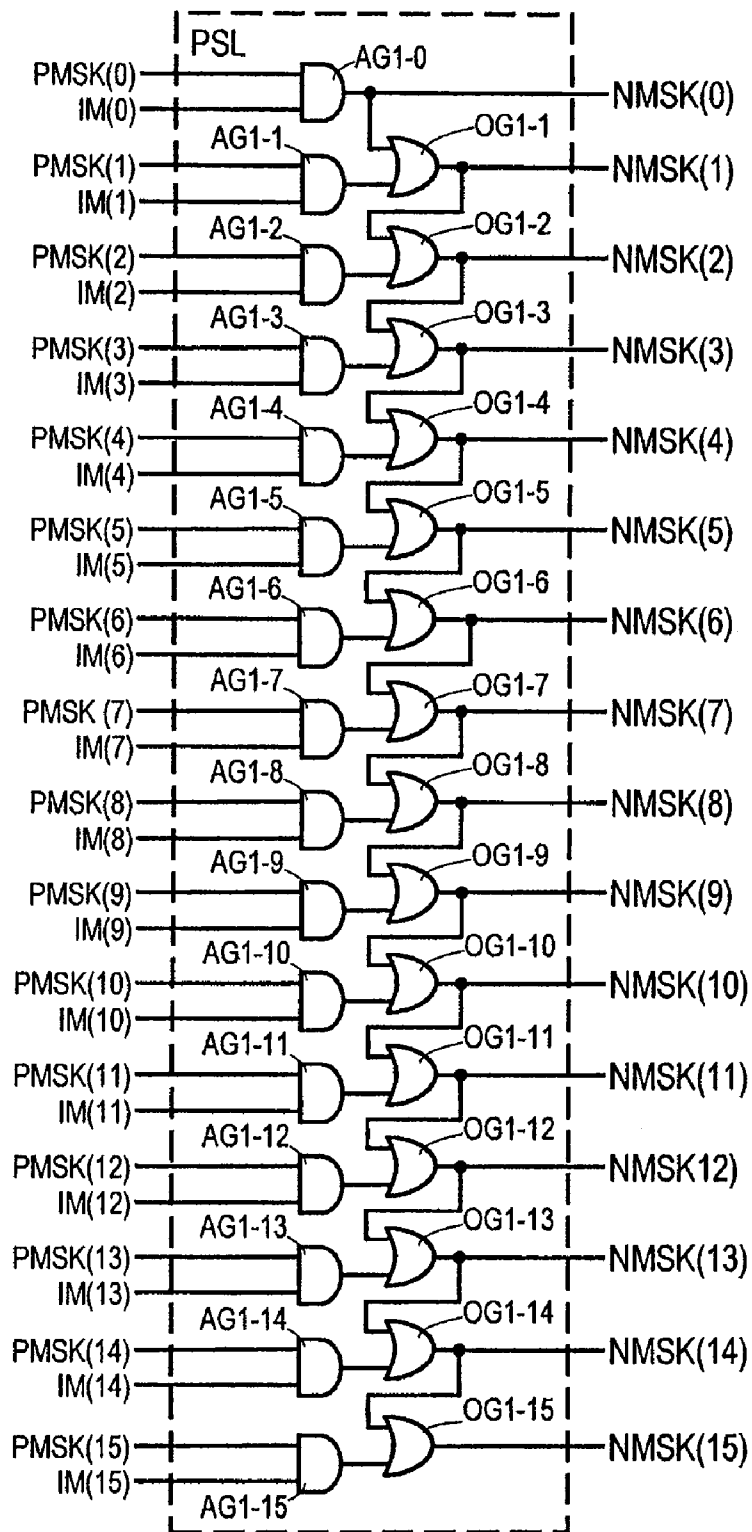 PSL
AG1-0
PMSK(0)
IM(0)
NMSK(0)
AG1-1
OG1-1
PMSK(1)
IM(1)
NMSK(1)
AG1-2
OG1-2
PMSK(2)
IM(2)
NMSK(2)
AG1-3
OG1-3
PMSK(3)
IM(3)
NMSK(3)
AG1-4
OG1-4
PMSK(4)
IM(4)
NMSK(4)
AG1-5
OG1-5
PMSK(5)
IM(5)
NMSK(5)
AG1-6
OG1-6
PMSK(6)
IM(6)
NMSK(6)
AG1-7
OG1-7
PMSK (7)
IM(7)
NMSK(7)
AG1-8
OG1-8
PMSK(8)
IM(8)
NMSK(8)
AG1-9
OG1-9
PMSK(9)
IM(9)
NMSK(9)
AG1-10
OG1-10
PMSK(10)
IM(10)
NMSK(10)
AG1-11
OG1-11
PMSK(11)
IM(11)
NMSK(11)
AG1-12
OG1-12
PMSK(12)
IM(12)
NMSK12)
AG1-13
OG1-13
PMSK(13)
IM(13)
NMSK(13)
AG1-14
OG1-14
PMSK(14)
IM(14)
NMSK(14)
OG1-15
PMSK(15)
IM(15)
NMSK(15)
AG1-15